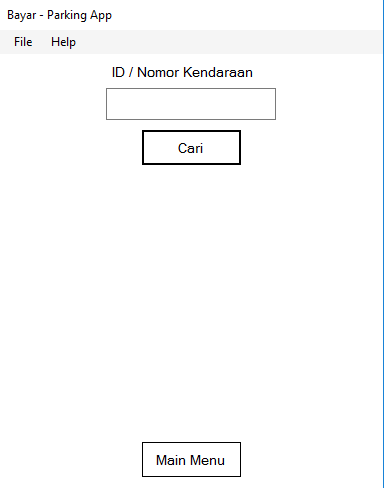 Bayar - Parking App
File Help
ID / Nomor Kendaraan
Cari
Main Menu